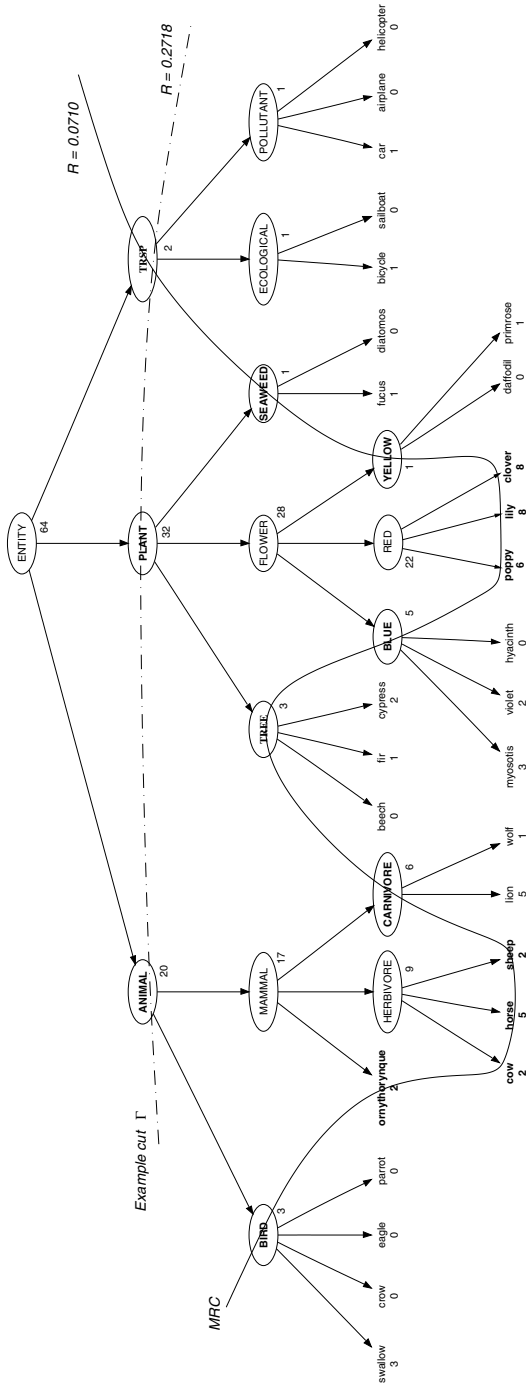 ENTITY
64
R = 0.0710
R = 0.2718
ANIMAL
20
PLANT
32
TRSP
2
Example cut Γ
MRC
BIRD
3
MAMMAL
17
TREE
3
FLOWER
28
SEAWEED
1
ECOLOGICAL
1
POLLUTANT
1
swallow
3
crow
0
eagle
0
parrot
0
ornythorynque
2
HERBIVORE
9
CARNIVORE
6
beech
0
fir
1
cypress
2
BLUE
5
RED
22
YELLOW
1
fucus
1
diatomos
0
bicycle
1
sailboat
0
car
1
airplane
0
helicopter
0
cow
2
horse
5
sheep
2
lion
5
wolf
1
myosotis
3
violet
2
hyacinth
0
poppy
6
lily
8
clover
8
daffodil
0
primrose
1